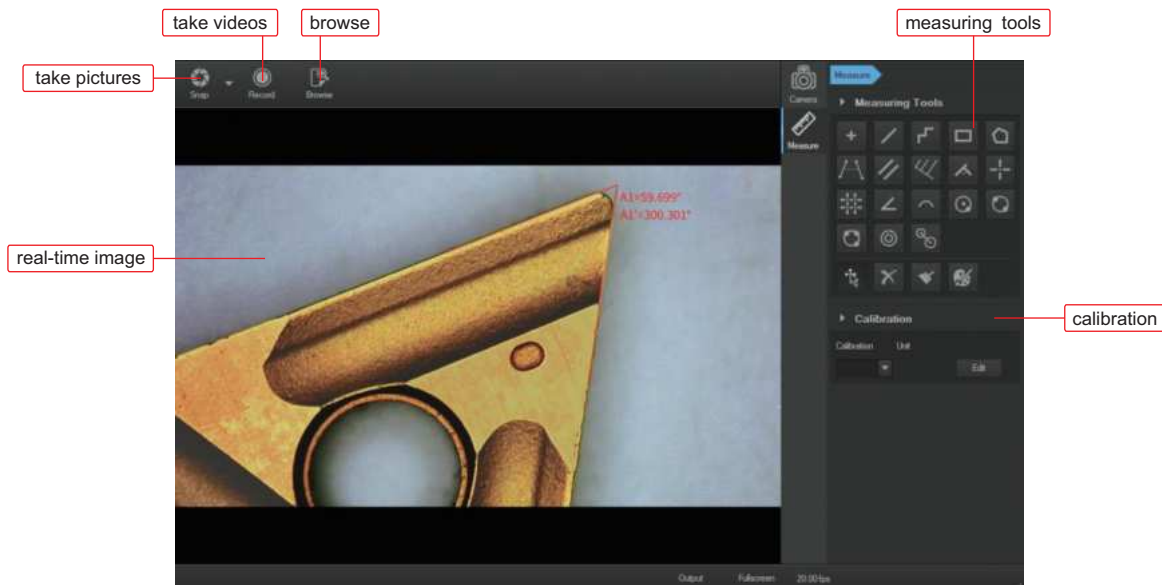 take videos
browse
measuring tools
take pictures
Snap
Record
Browse
Camera
Measure
Measure
Measuring Tools
A1=59.699°
A1'=300.301°
real-time image
Calibration
calibration
Calibration Unit
Edit
Output Fullscreen 20.00 fps